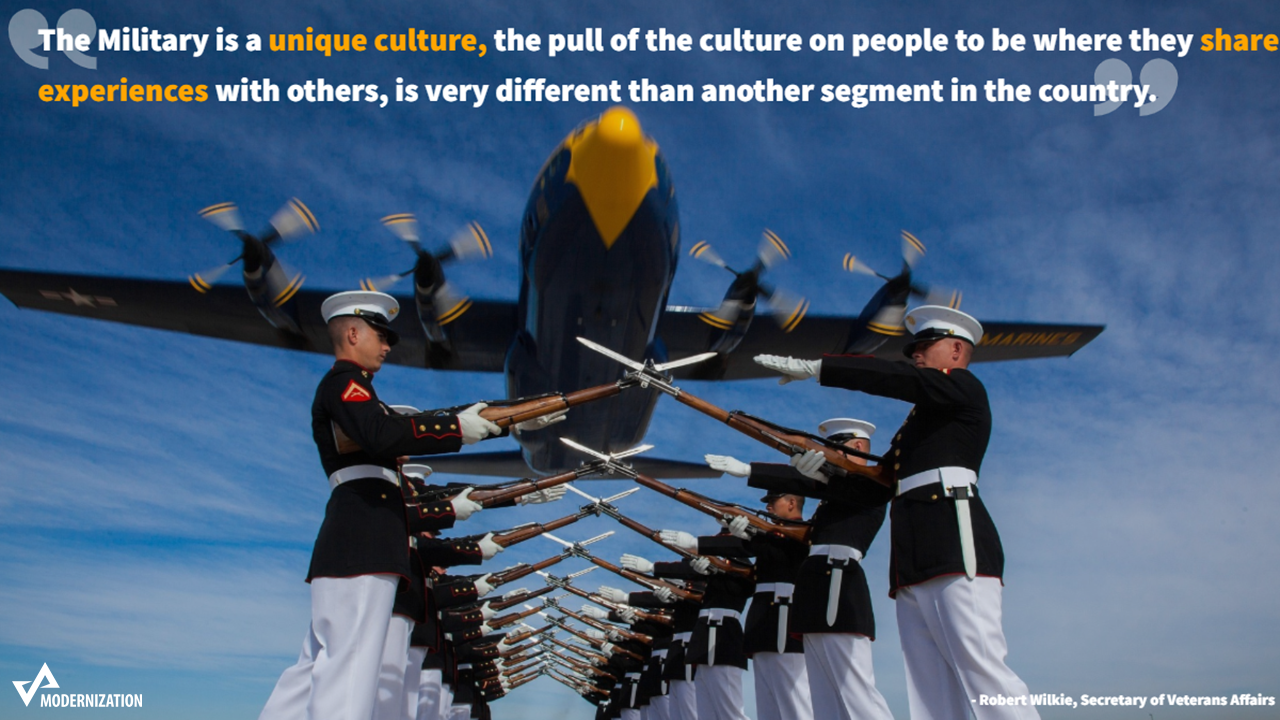 The Military is a unique culture, the pull of the culture on people to be where they share
experiences with others, is very different than another segment in the country.
MARINES
VA MODERNIZATION
- Robert Wilkie, Secretary of Veterans Affairs